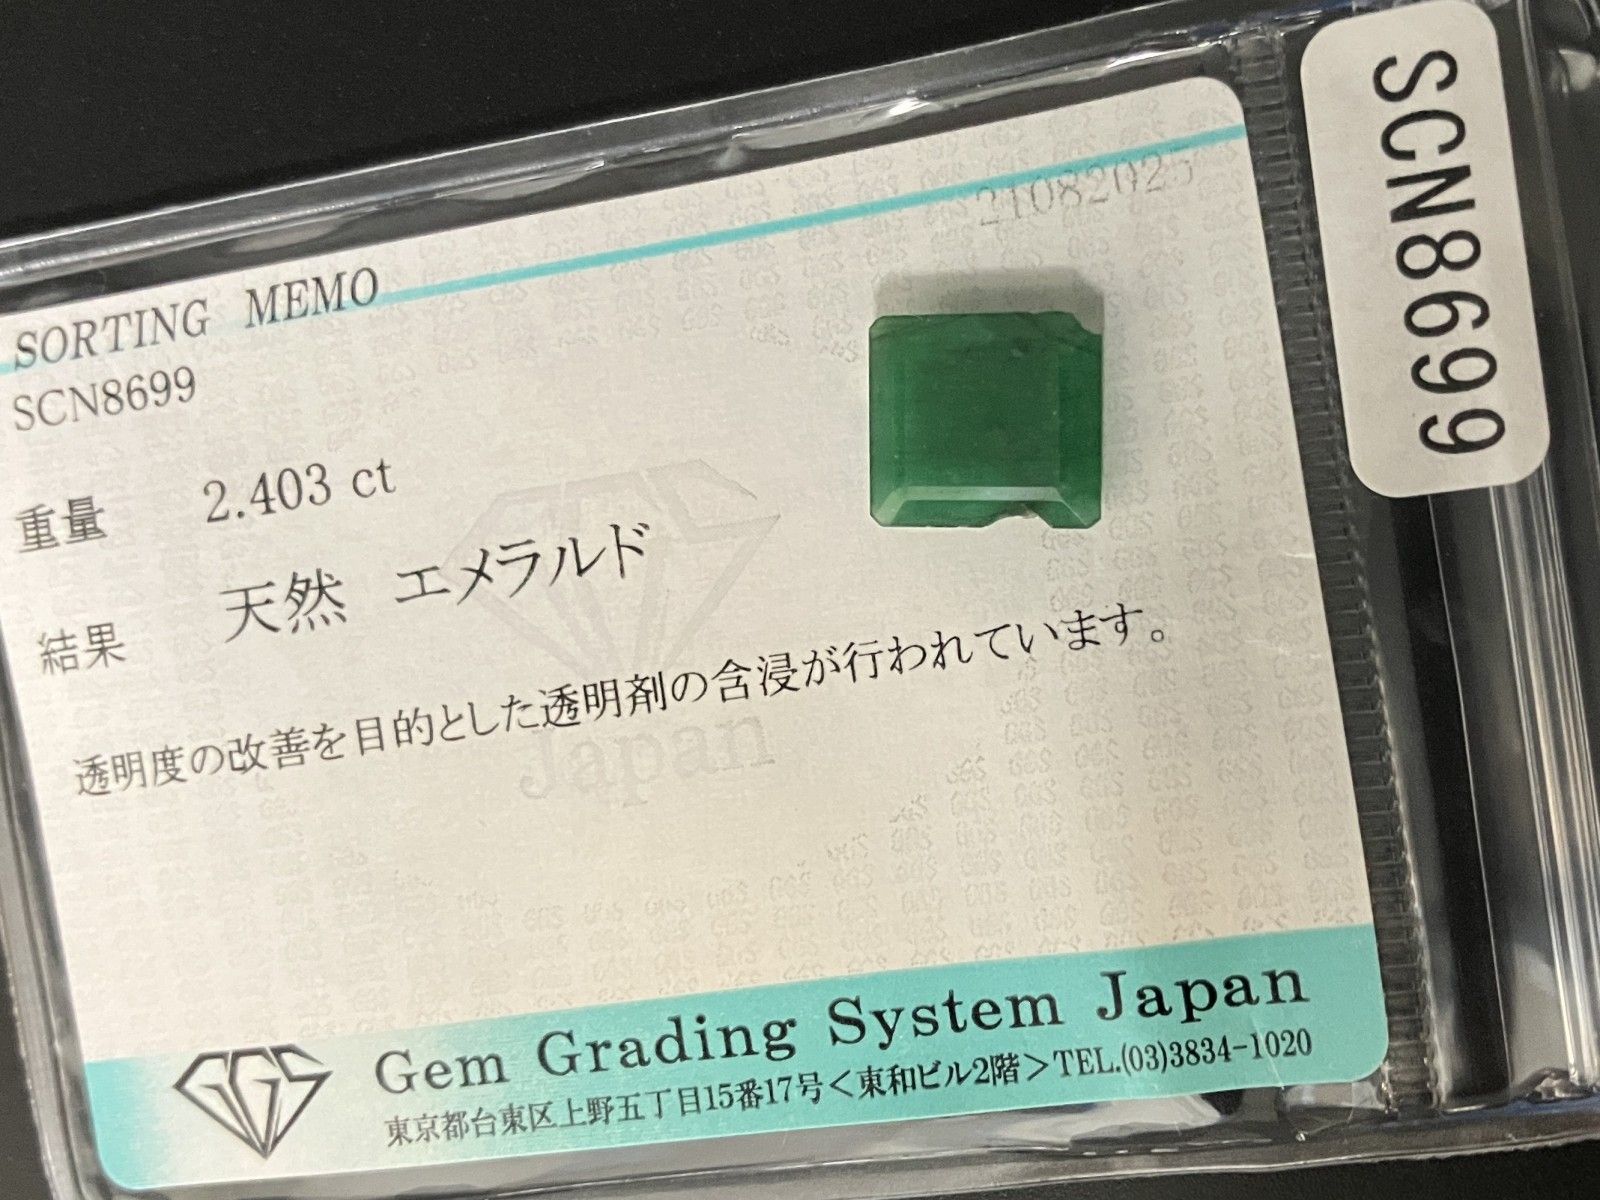 21082025
SORTING MEMO
SCN8699
SCN8699
重量 2.403 ct
結果 天然 エメラルド
透明度の改善を目的とした透明剤の含浸が行われています。
Japan
GGS
Gem Grading System Japan
東京都台東区上野五丁目15番17号<東和ビル2階>TEL.(03)3834-1020